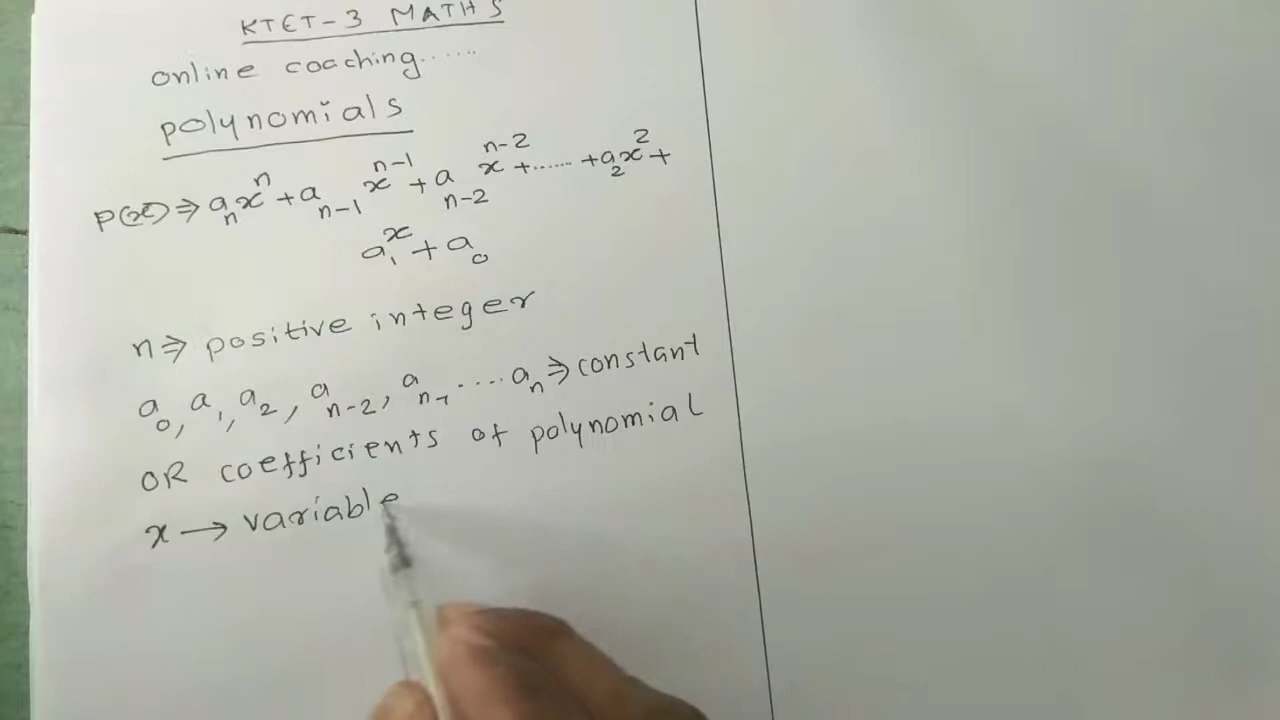 KTET-3 MATHS
online coaching......
polynomials
P(x) ⇒ aₙxⁿ + aₙ₋₁xⁿ⁻¹ + aₙ₋₂xⁿ⁻² + ...... + a₂x² +
a₁x + a₀
n ⇒ positive integer
a₀, a₁, a₂, aₙ₋₂, aₙ₋₁ .... aₙ ⇒ constant
OR coefficients of polynomial
x → variable